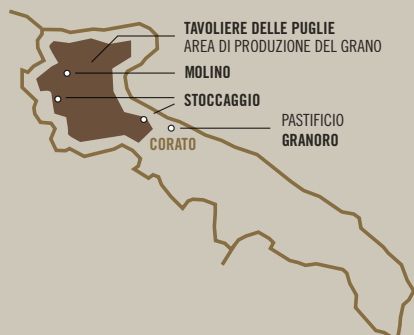 TAVOLIERE DELLE PUGLIE
AREA DI PRODUZIONE DEL GRANO
MOLINO
STOCCAGGIO
PASTIFICIO
GRANORO
CORATO